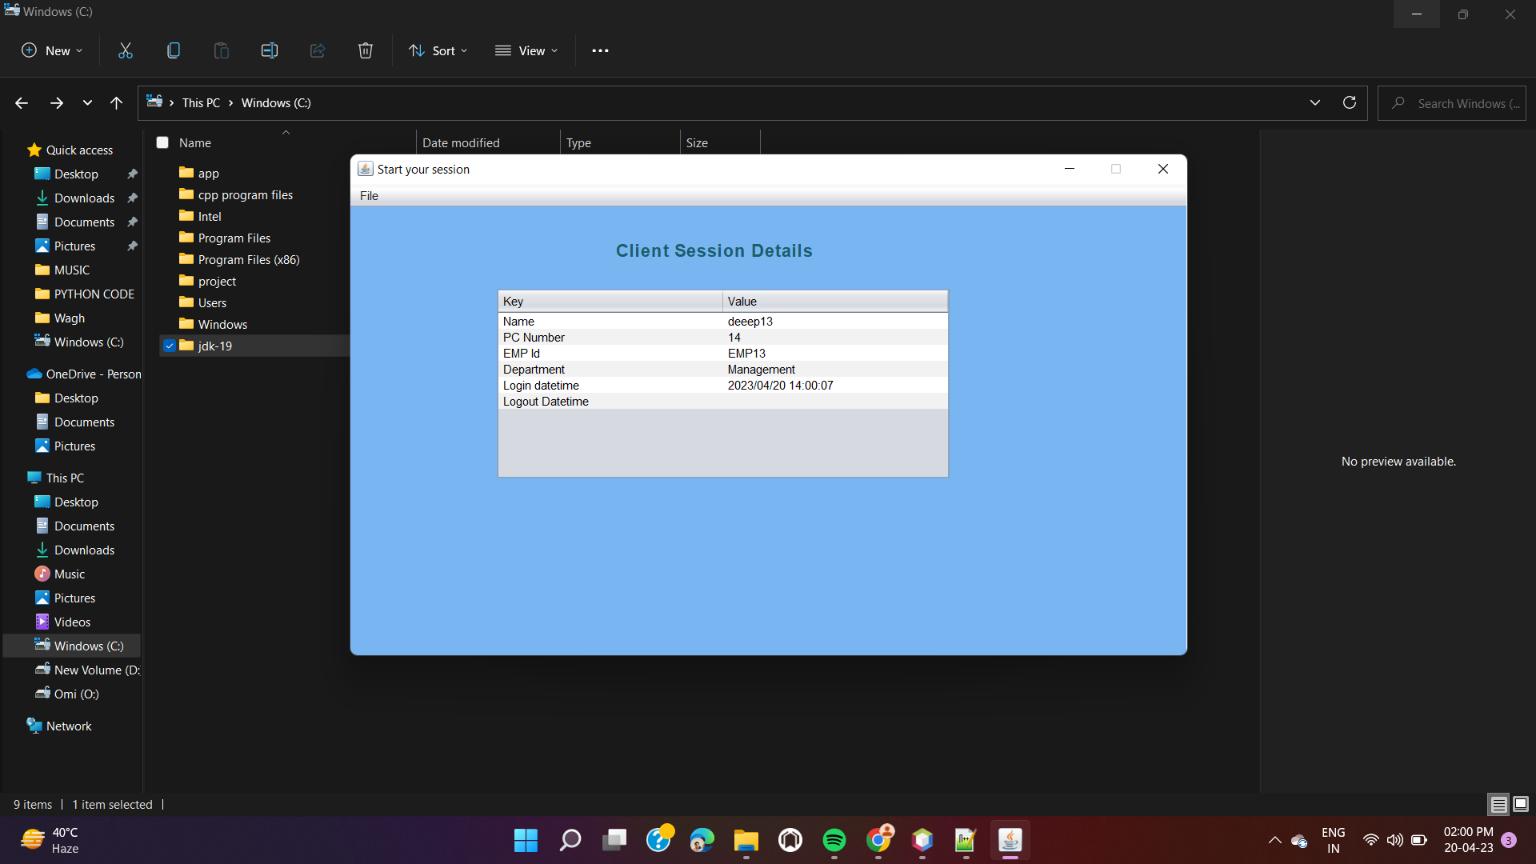 Windows (C:)
New
Sort
View
This PC
Windows (C:)
Search Windows (...
Quick access
Desktop
Downloads
Documents
Pictures
MUSIC
PYTHON CODE
Wagh
Windows (C:)
OneDrive - Person
Desktop
Documents
Pictures
This PC
Desktop
Documents
Downloads
Music
Pictures
Videos
Windows (C:)
New Volume (D:
Omi (O:)
Network
Name Date modified Type Size
app
cpp program files
Intel
Program Files
Program Files (x86)
project
Users
Windows
jdk-19
Start your session
File
Client Session Details
Key Value
Name deeep13
PC Number 14
EMP Id EMP13
Department Management
Login datetime 2023/04/20 14:00:07
Logout Datetime
No preview available.
9 items | 1 item selected |
40°C
Haze
ENG
IN
02:00 PM
20-04-23
3